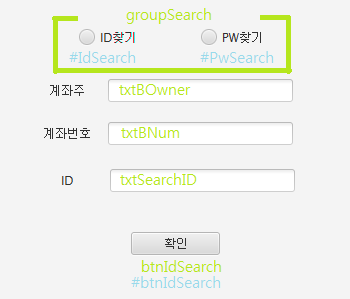 groupSearch
ID찾기 PW찾기
#IdSearch #PwSearch
계좌주 txtBOwner
계좌번호 txtBNum
ID txtSearchID
확인
btnIdSearch
#btnIdSearch